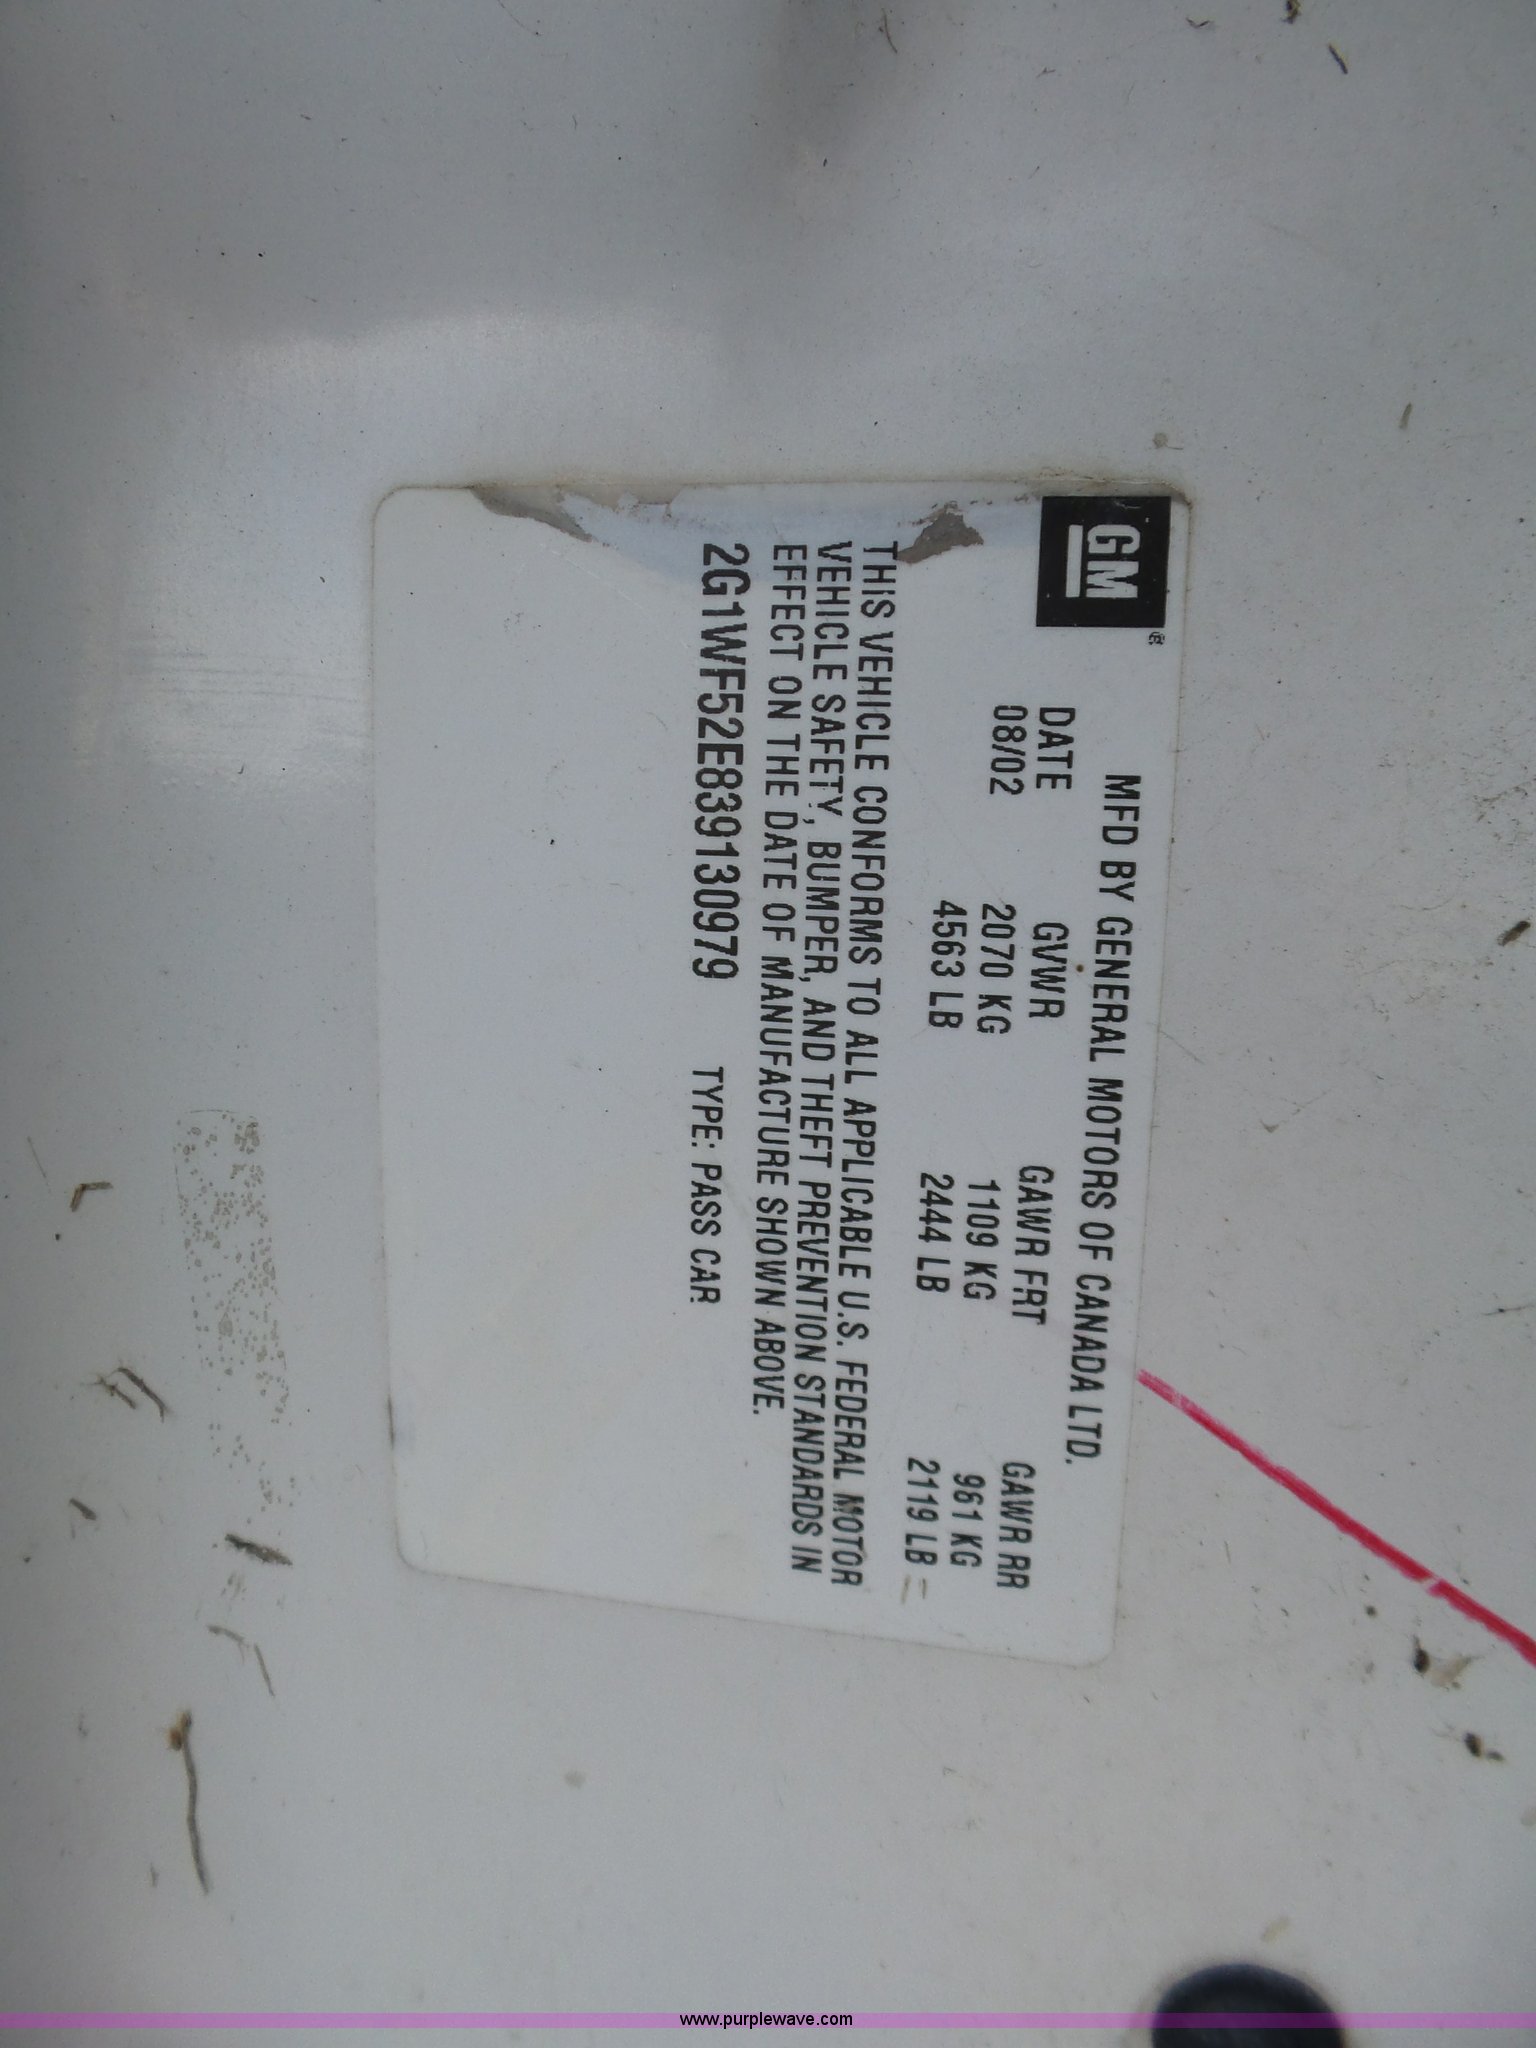 GM®
MFD BY GENERAL MOTORS OF CANADA LTD.
DATE GVWR GAWR FRT GAWR RR
08/02 2070 KG 1109 KG 961 KG
4563 LB 2444 LB 2119 LB
THIS VEHICLE CONFORMS TO ALL APPLICABLE U.S. FEDERAL MOTOR
VEHICLE SAFETY, BUMPER, AND THEFT PREVENTION STANDARDS IN
EFFECT ON THE DATE OF MANUFACTURE SHOWN ABOVE.
2G1WF52E839130979 TYPE: PASS CAR
www.purplewave.com